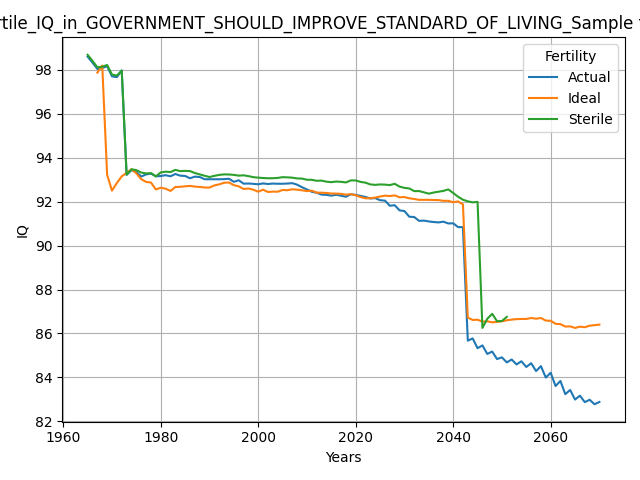 rtile_IQ_in_GOVERNMENT_SHOULD_IMPROVE_STANDARD_OF_LIVING_Sample
Fertility
Actual
Ideal
Sterile
98
96
94
92
90
88
86
84
82
IQ
1960
1980
2000
2020
2040
2060
Years